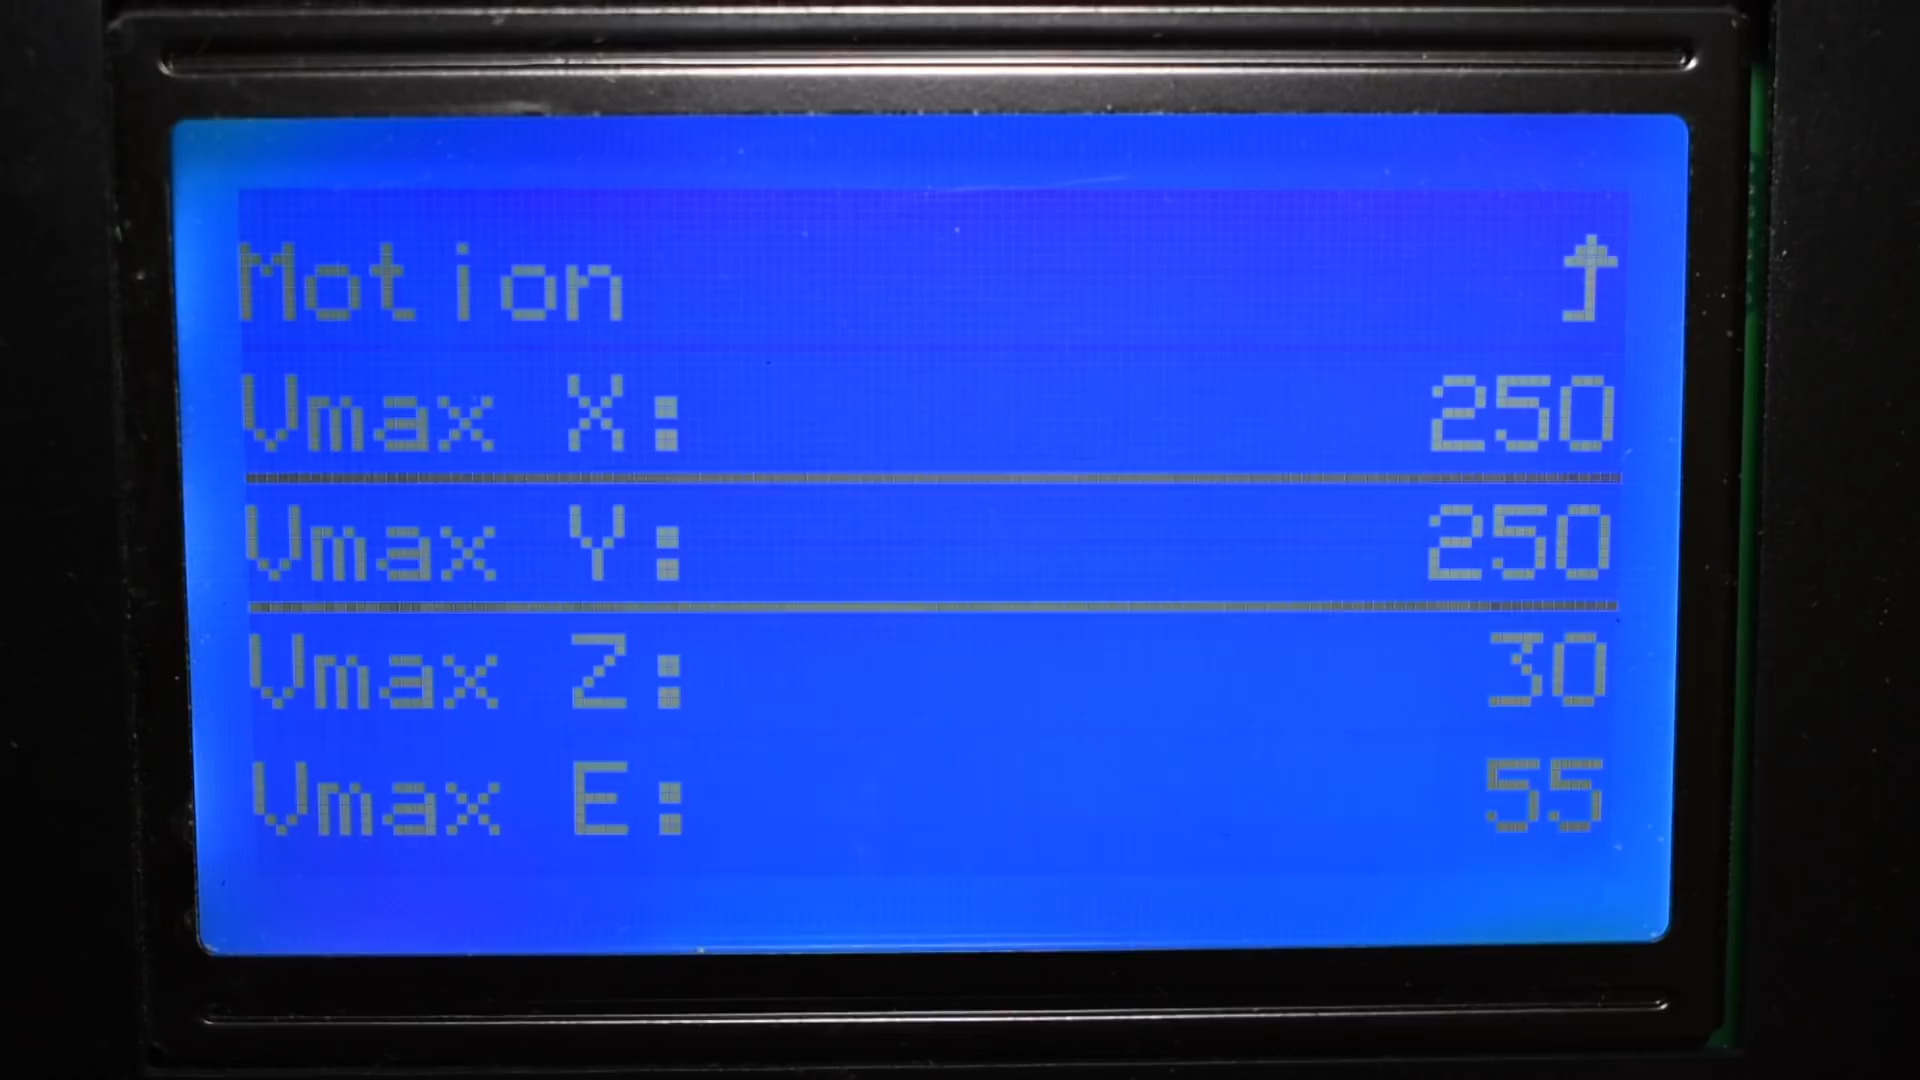 Motion ⮥
Vmax X: 250
Vmax Y: 250
Vmax Z: 30
Vmax E: 55